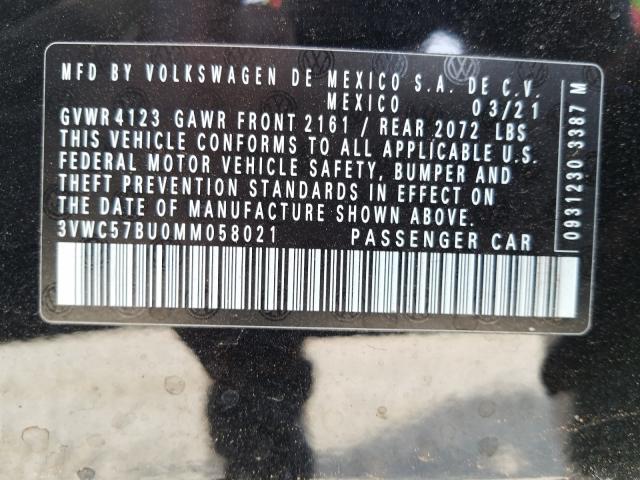 MFD BY VOLKSWAGEN DE MEXICO S.A. DE C.V.
MEXICO 03/21
GVWR 4123 GAWR FRONT 2161 / REAR 2072 LBS
THIS VEHICLE CONFORMS TO ALL APPLICABLE U.S.
FEDERAL MOTOR VEHICLE SAFETY, BUMPER AND
THEFT PREVENTION STANDARDS IN EFFECT ON
THE DATE OF MANUFACTURE SHOWN ABOVE.
3VWC57BU0MM058021 PASSENGER CAR
0931230-3387 M